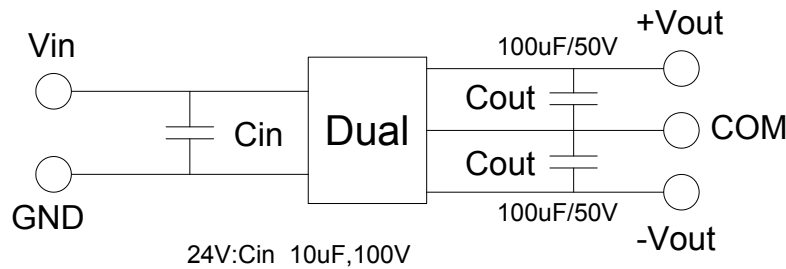 +Vout
100uF/50V
Vin
Cout
Cin
Dual
COM
Cout
GND
100uF/50V
-Vout
24V:Cin 10uF,100V